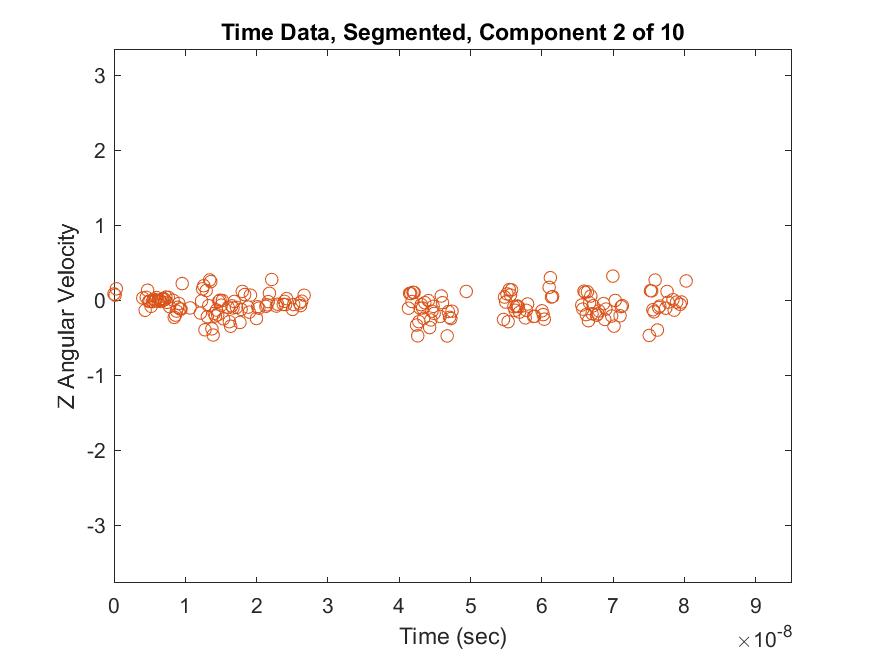 Time Data, Segmented, Component 2 of 10
3
2
1
0
-1
-2
-3
Z Angular Velocity
0 1 2 3 4 5 6 7 8 9
Time (sec)
×10-8